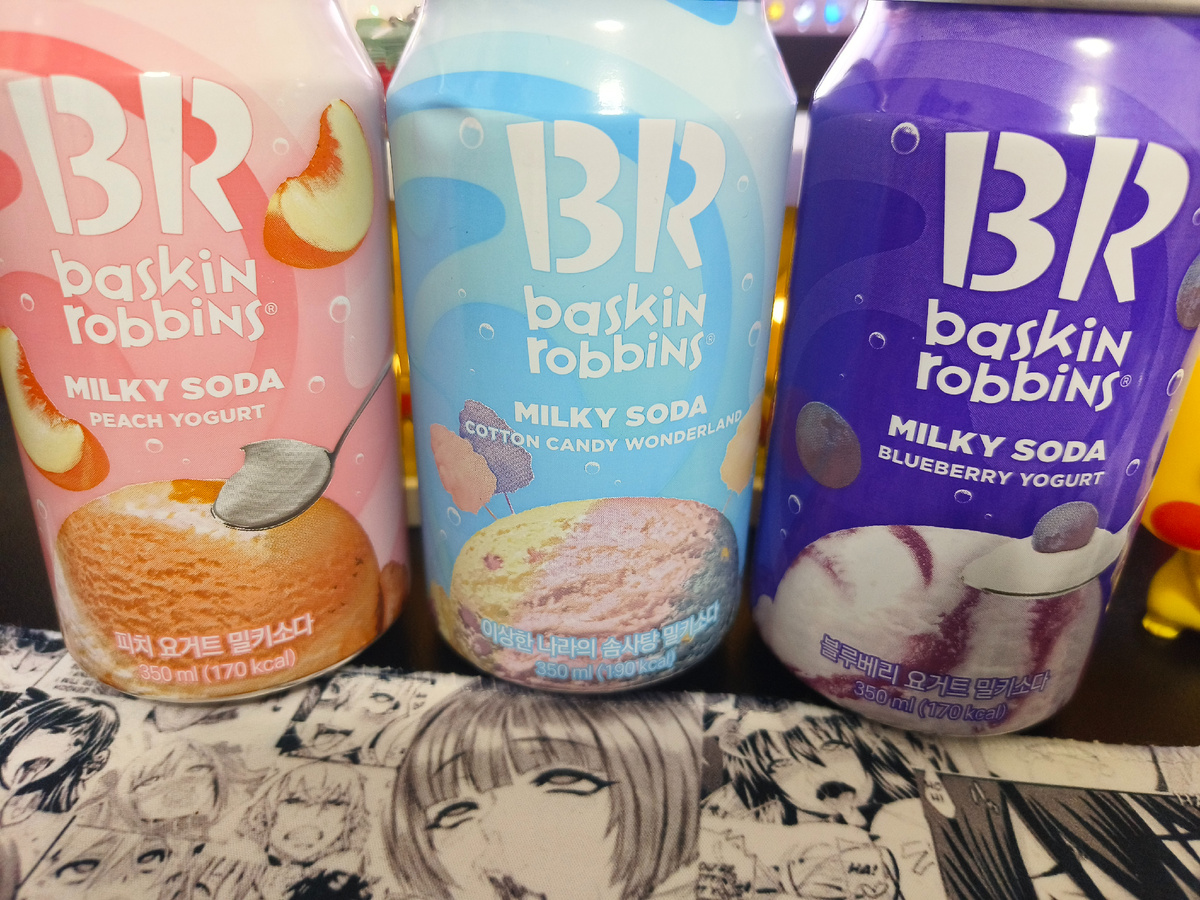 BR
baskin
robbins®
MILKY SODA
PEACH YOGURT
피치 요거트 밀키소다
350 ml (170 kcal)
BR
baskin
robbins®
MILKY SODA
COTTON CANDY WONDERLAND
이상한 나라의 솜사탕 밀키소다
350 ml (190 kcal)
BR
baskin
robbins®
MILKY SODA
BLUEBERRY YOGURT
블루베리 요거트 밀키소다
350 ml (170 kcal)
HA!